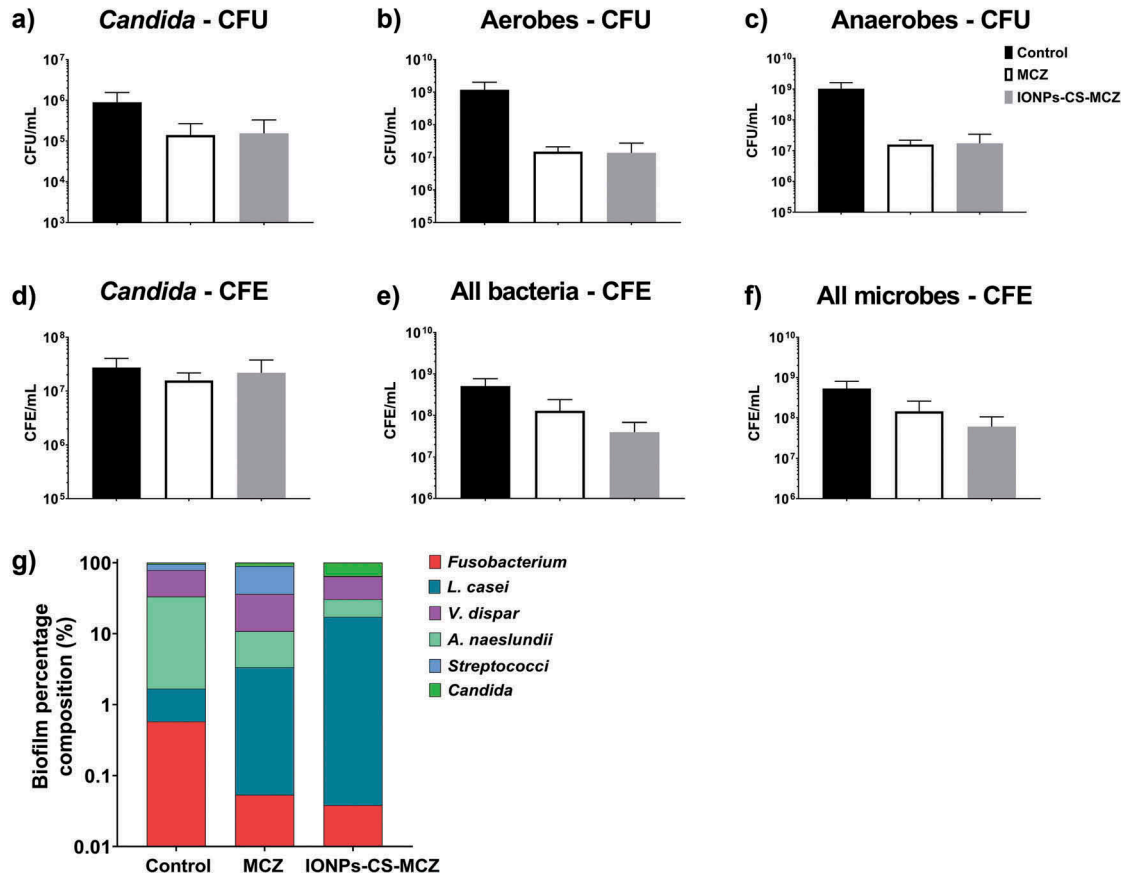 a) Candida - CFU
CFU/mL
10⁷
10⁶
10⁵
10⁴
10³
b) Aerobes - CFU
CFU/mL
10¹⁰
10⁹
10⁸
10⁷
10⁶
10⁵
c) Anaerobes - CFU
CFU/mL
10¹⁰
10⁹
10⁸
10⁷
10⁶
10⁵
Control
MCZ
IONPs-CS-MCZ
d) Candida - CFE
CFE/mL
10⁸
10⁷
10⁶
10⁵
e) All bacteria - CFE
CFE/mL
10¹⁰
10⁹
10⁸
10⁷
10⁶
f) All microbes - CFE
CFE/mL
10¹⁰
10⁹
10⁸
10⁷
10⁶
g)
Biofilm percentage
composition (%)
100
10
1
0.1
0.01
Control MCZ IONPs-CS-MCZ
Fusobacterium
L. casei
V. dispar
A. naeslundii
Streptococci
Candida